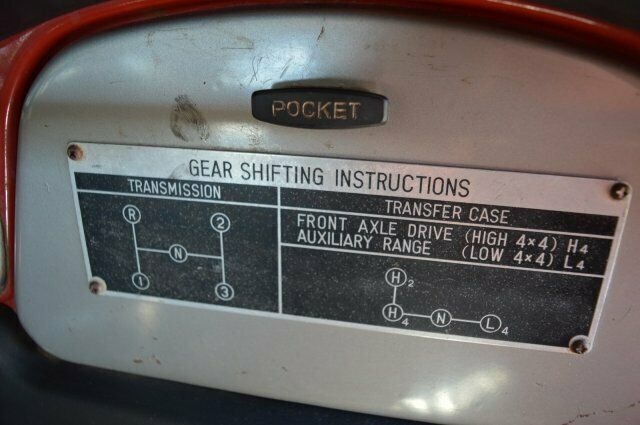 POCKET
GEAR SHIFTING INSTRUCTIONS
TRANSMISSION
R 2
N
1 3
TRANSFER CASE
FRONT AXLE DRIVE (HIGH 4×4) H4
AUXILIARY RANGE (LOW 4×4) L4
H2
H4 N L4